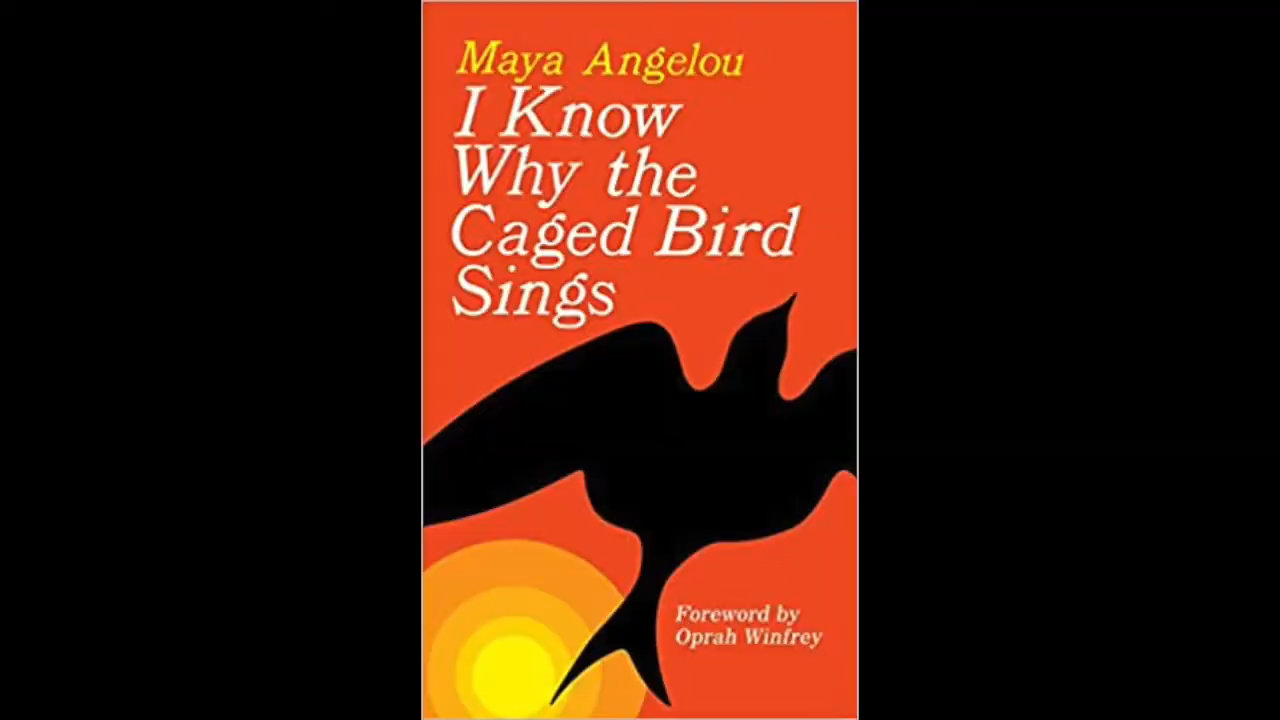 Maya Angelou
I Know
Why the
Caged Bird
Sings
Foreword by
Oprah Winfrey